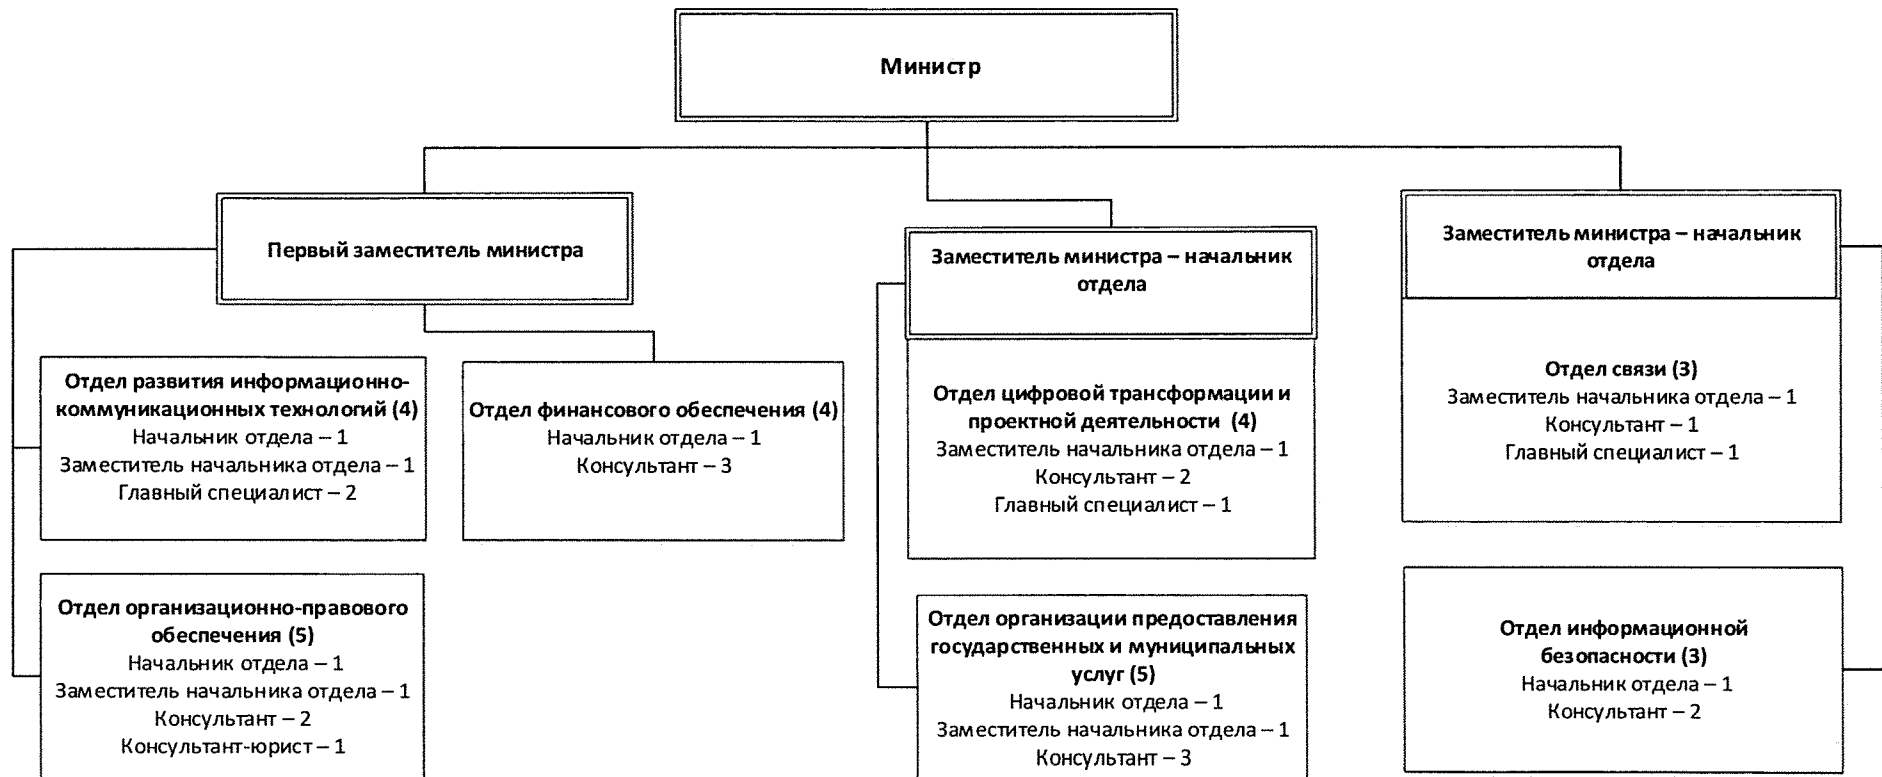 Министр
Первый заместитель министра
Заместитель министра – начальник
отдела
Заместитель министра – начальник
отдела
Отдел развития информационно-
коммуникационных технологий (4)
Начальник отдела – 1
Заместитель начальника отдела – 1
Главный специалист – 2
Отдел финансового обеспечения (4)
Начальник отдела – 1
Консультант – 3
Отдел цифровой трансформации и
проектной деятельности (4)
Заместитель начальника отдела – 1
Консультант – 2
Главный специалист – 1
Отдел связи (3)
Заместитель начальника отдела – 1
Консультант – 1
Главный специалист – 1
Отдел организационно-правового
обеспечения (5)
Начальник отдела – 1
Заместитель начальника отдела – 1
Консультант – 2
Консультант-юрист – 1
Отдел организации предоставления
государственных и муниципальных
услуг (5)
Начальник отдела – 1
Заместитель начальника отдела – 1
Консультант – 3
Отдел информационной
безопасности (3)
Начальник отдела – 1
Консультант – 2